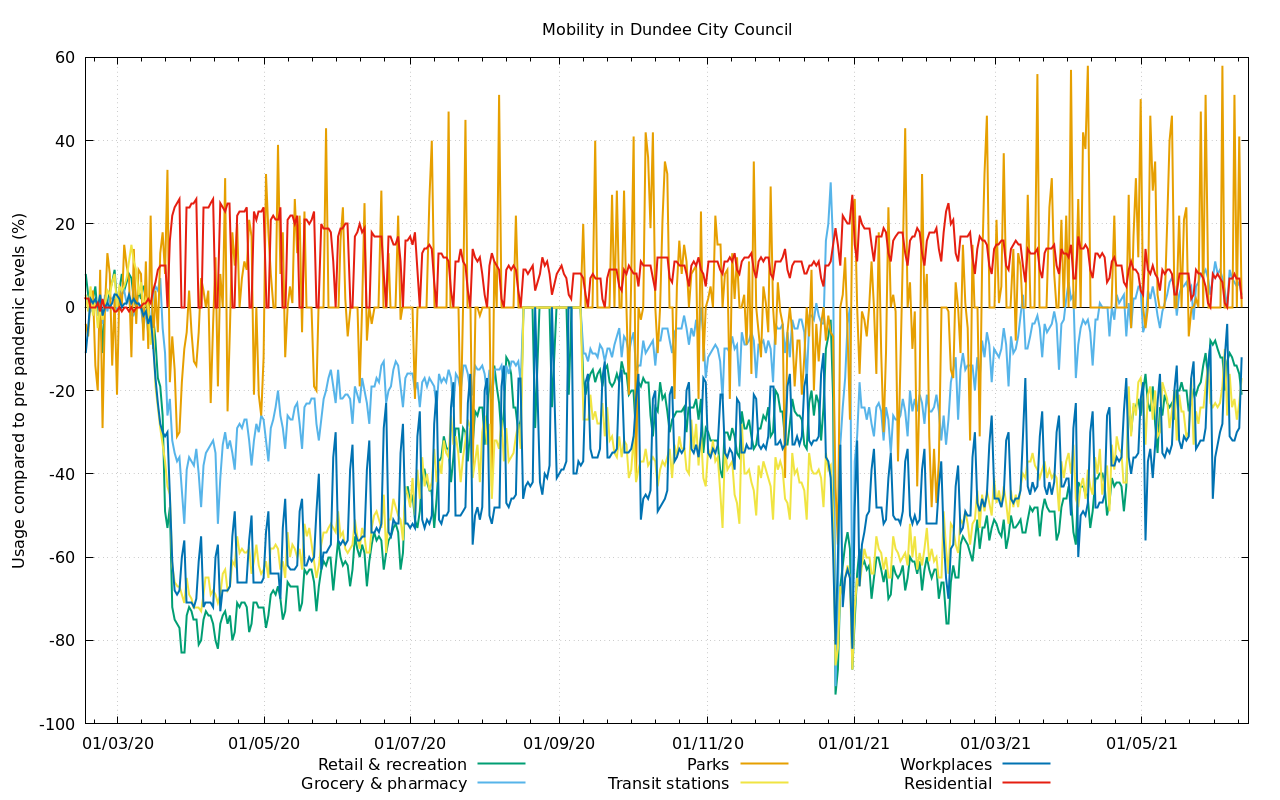 Mobility in Dundee City Council
Usage compared to pre pandemic levels (%)
60
40
20
0
-20
-40
-60
-80
-100
01/03/20 01/05/20 01/07/20 01/09/20 01/11/20 01/01/21 01/03/21 01/05/21
Retail & recreation Parks Workplaces
Grocery & pharmacy Transit stations Residential